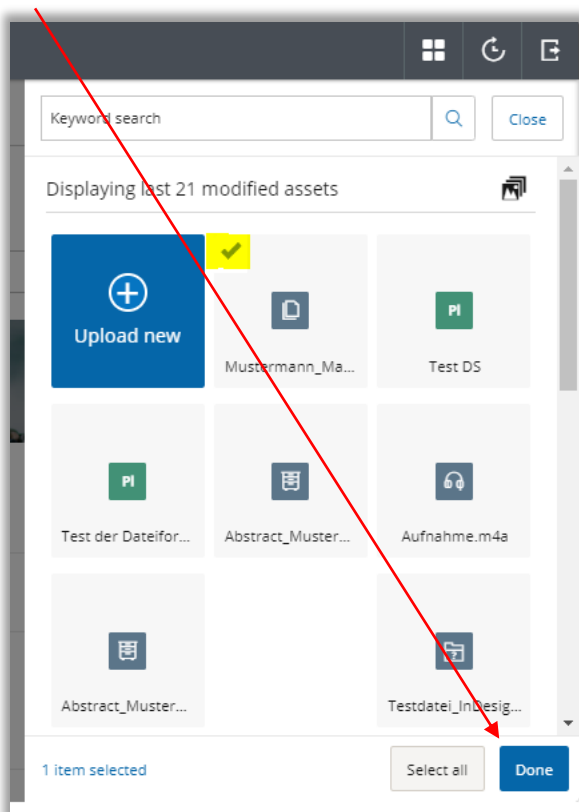 Keyword search
Close
Displaying last 21 modified assets
Upload new
Mustermann_Ma...
PI
Test DS
PI
Test der Dateifor...
Abstract_Muster...
Aufnahme.m4a
Abstract_Muster...
Testdatei_InDesig...
1 item selected
Select all
Done